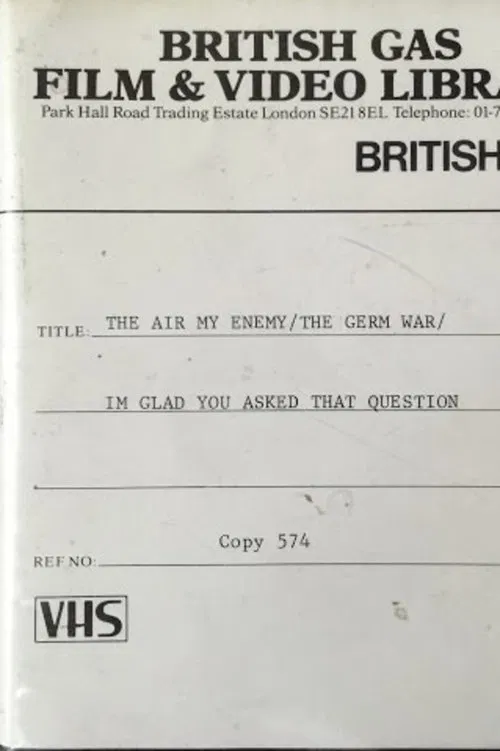 BRITISH GAS
FILM & VIDEO LIBRA
Park Hall Road Trading Estate London SE21 8EL Telephone: 01-7
BRITISH
TITLE: THE AIR MY ENEMY/THE GERM WAR/
IM GLAD YOU ASKED THAT QUESTION
Copy 574
REF NO:
VHS